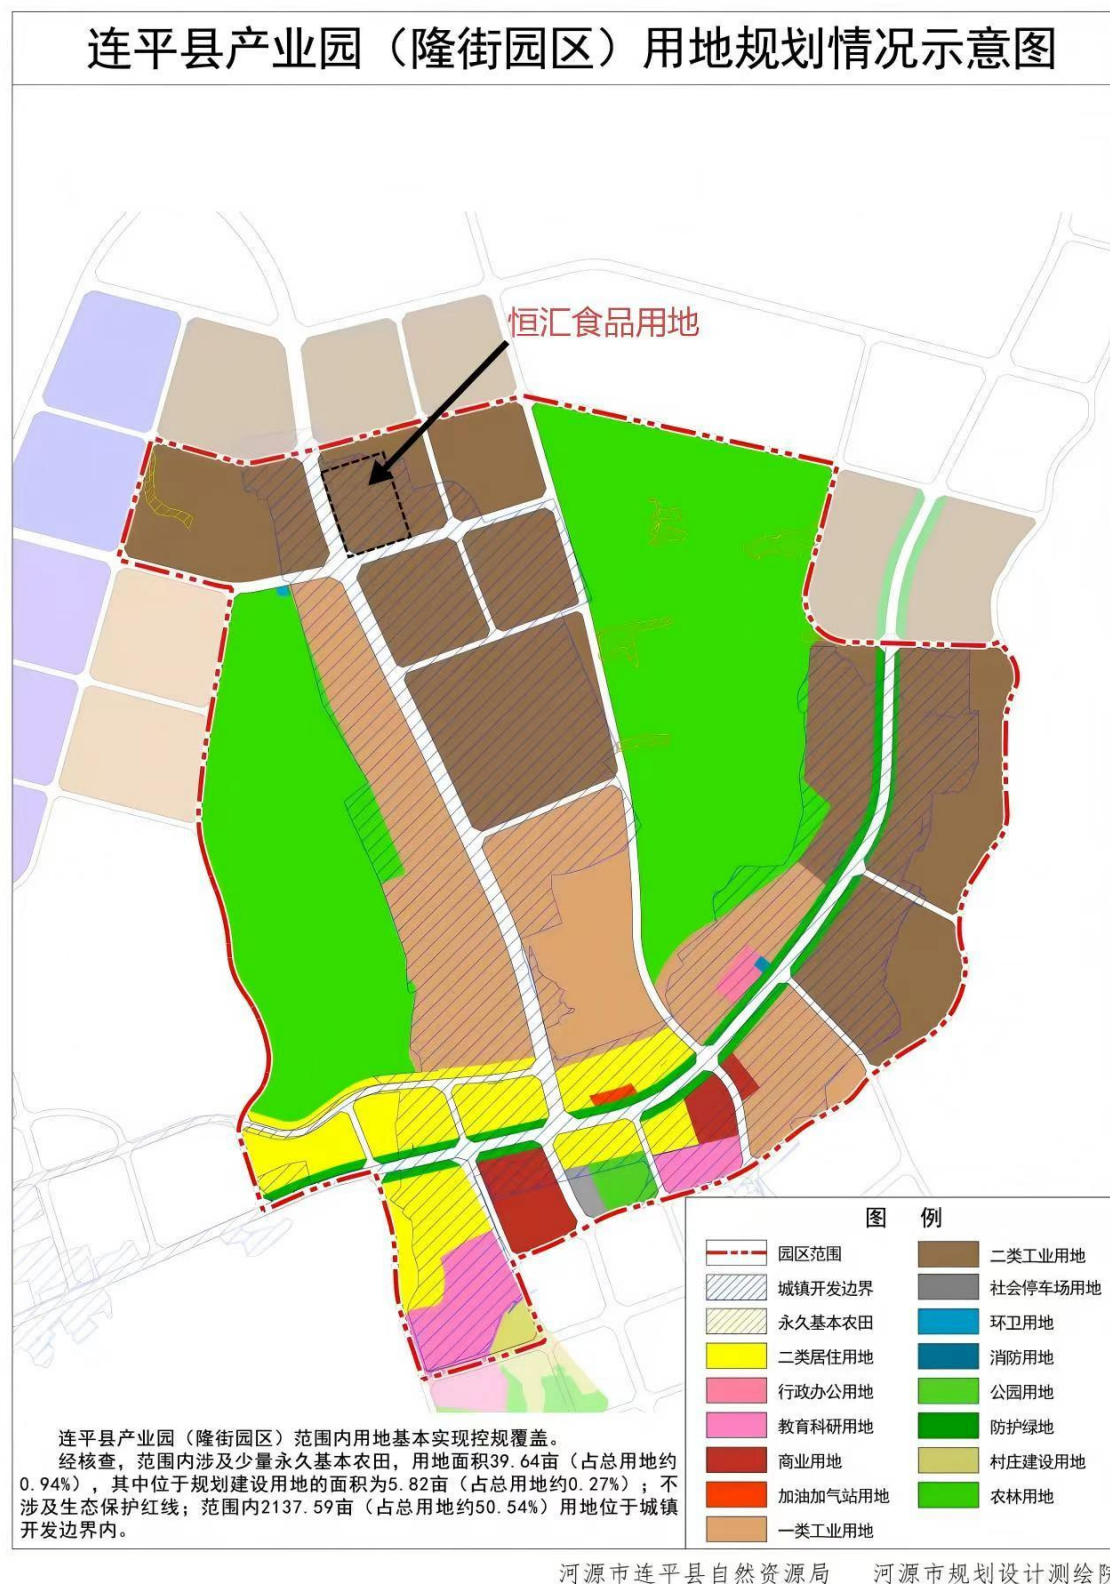 连平县产业园（隆街园区）用地规划情况示意图
恒汇食品用地
图 例
园区范围
城镇开发边界
永久基本农田
二类居住用地
行政办公用地
教育科研用地
商业用地
加油加气站用地
一类工业用地
二类工业用地
社会停车场用地
环卫用地
消防用地
公园用地
防护绿地
村庄建设用地
农林用地
连平县产业园（隆街园区）范围内用地基本实现控规覆盖。
经核查，范围内涉及少量永久基本农田，用地面积39.64亩（占总用地约
0.94%），其中位于规划建设用地的面积为5.82亩（占总用地约0.27%）；不
涉及生态保护红线；范围内2137.59亩（占总用地约50.54%）用地位于城镇
开发边界内。
河源市连平县自然资源局 河源市规划设计测绘院